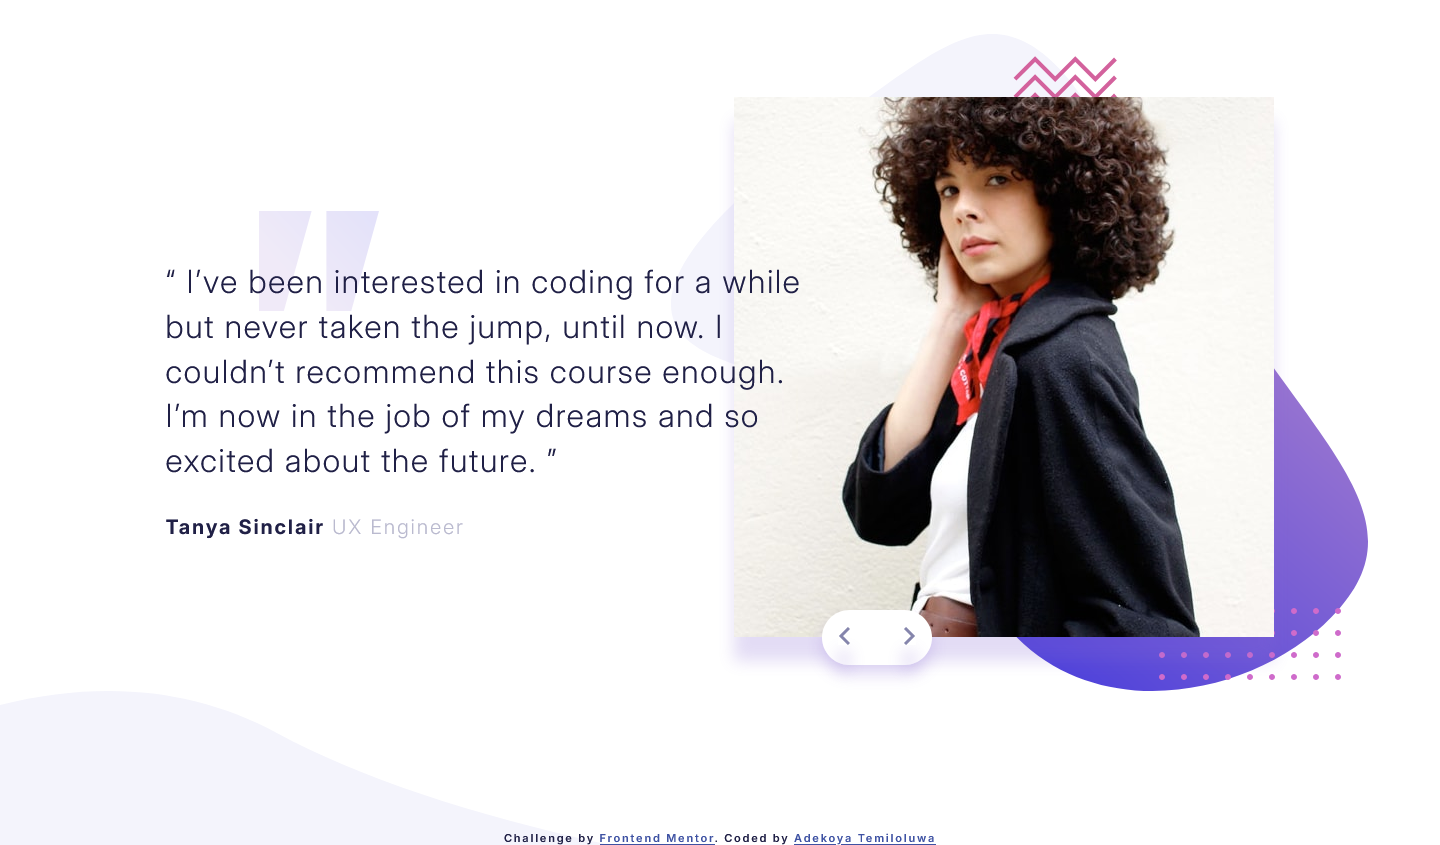 “ I’ve been interested in coding for a while
but never taken the jump, until now. I
couldn’t recommend this course enough.
I’m now in the job of my dreams and so
excited about the future. ”
Tanya Sinclair UX Engineer
Challenge by Frontend Mentor. Coded by Adekoya Temiloluwa